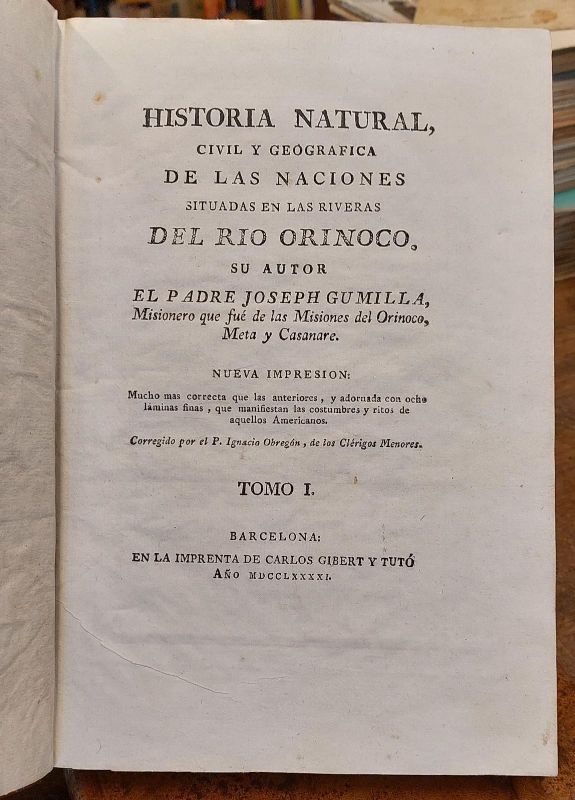 HISTORIA NATURAL,
CIVIL Y GEOGRAFICA
DE LAS NACIONES
SITUADAS EN LAS RIVERAS
DEL RIO ORINOCO,
SU AUTOR
EL PADRE JOSEPH GUMILLA,
Misionero que fué de las Misiones del Orinoco,
Meta y Casanare.
NUEVA IMPRESION:
Mucho mas correcta que las anteriores, y adornada con ocho
láminas finas, que manifiestan las costumbres y ritos de
aquellos Americanos.
Corregido por el P. Ignacio Obregón, de los Clérigos Menores.
TOMO I.
BARCELONA:
EN LA IMPRENTA DE CARLOS GIBERT Y TUTÓ
AÑO MDCCLXXXXI.